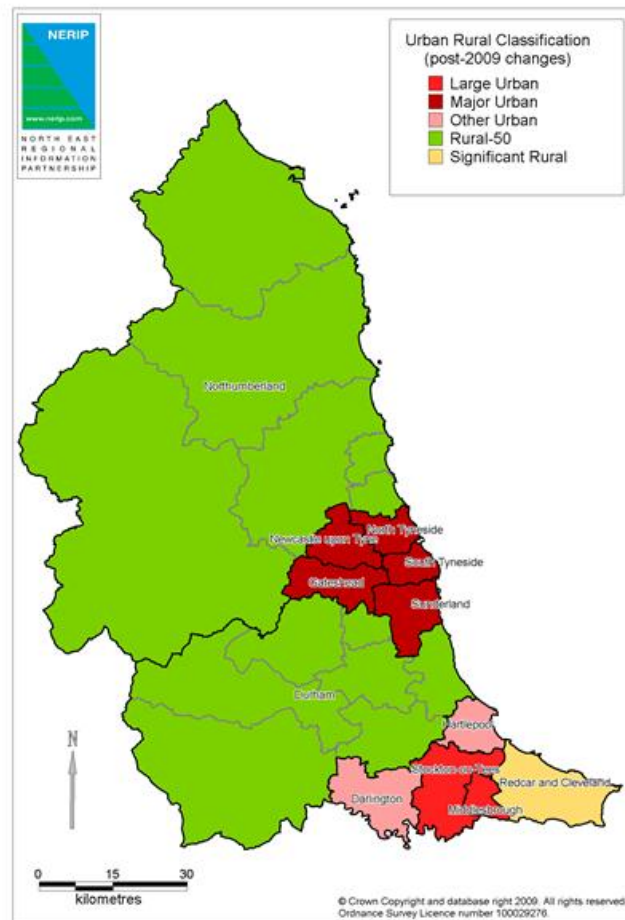 NERIP
www.nerip.com
NORTH EAST
REGIONAL
INFORMATION
PARTNERSHIP
Urban Rural Classification
(post-2009 changes)
Large Urban
Major Urban
Other Urban
Rural-50
Significant Rural
Northumberland
North Tyneside
Newcastle upon Tyne
South Tyneside
Gateshead
Sunderland
Durham
Hartlepool
Stockton-on-Tees
Redcar and Cleveland
Darlington
Middlesbrough
N
0 15 30
kilometres
© Crown Copyright and database right 2009. All rights reserved.
Ordnance Survey Licence number 100029276.